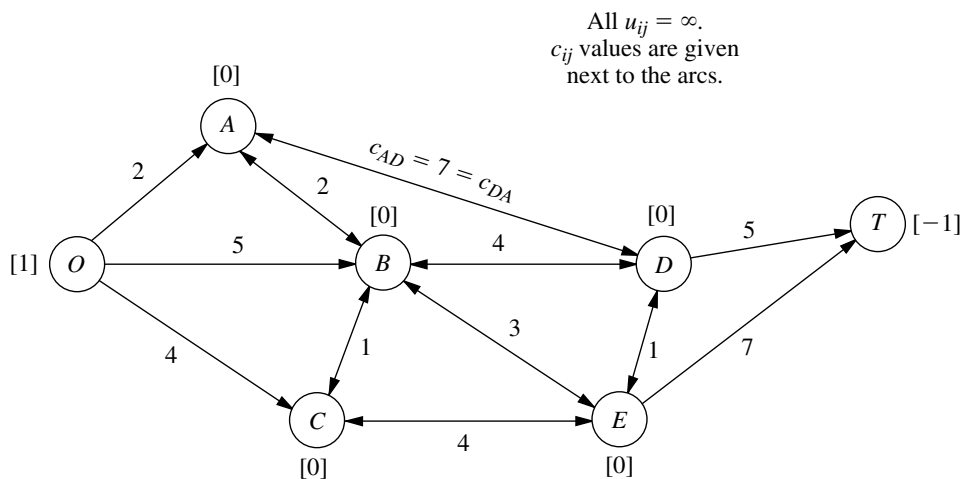 All u_ij = ∞.
c_ij values are given
next to the arcs.
[0]
A
c_AD = 7 = c_DA
2
2
[0]
[0]
5
T
[−1]
[1]
O
5
B
4
D
4
1
3
1
7
C
4
E
[0]
[0]